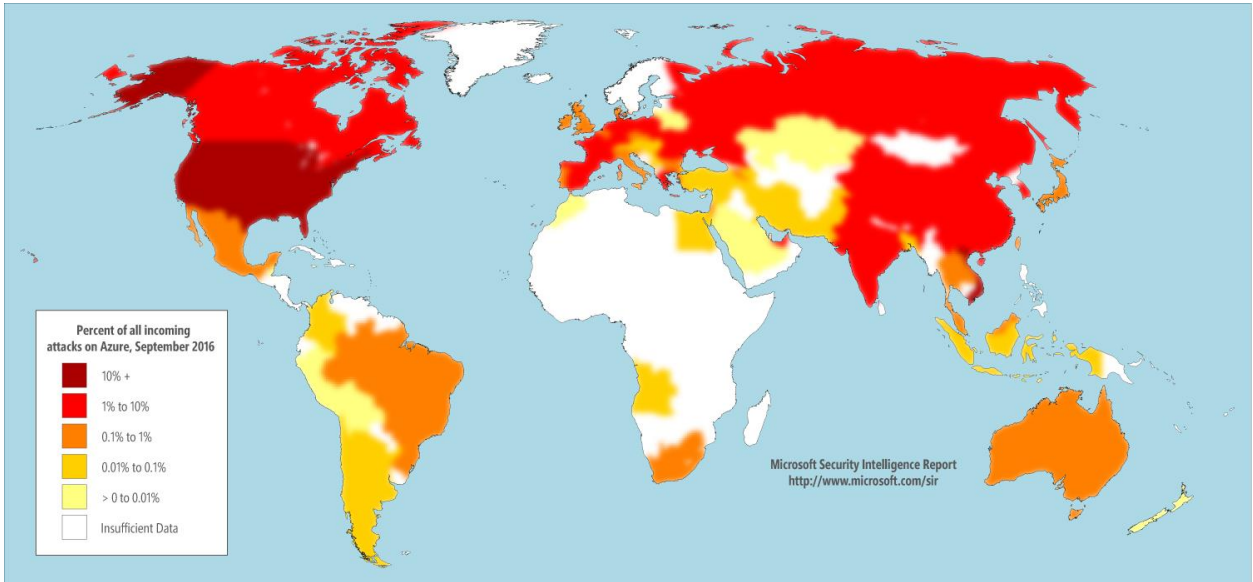 Percent of all incoming
attacks on Azure, September 2016
10% +
1% to 10%
0.1% to 1%
0.01% to 0.1%
> 0 to 0.01%
Insufficient Data
Microsoft Security Intelligence Report
http://www.microsoft.com/sir